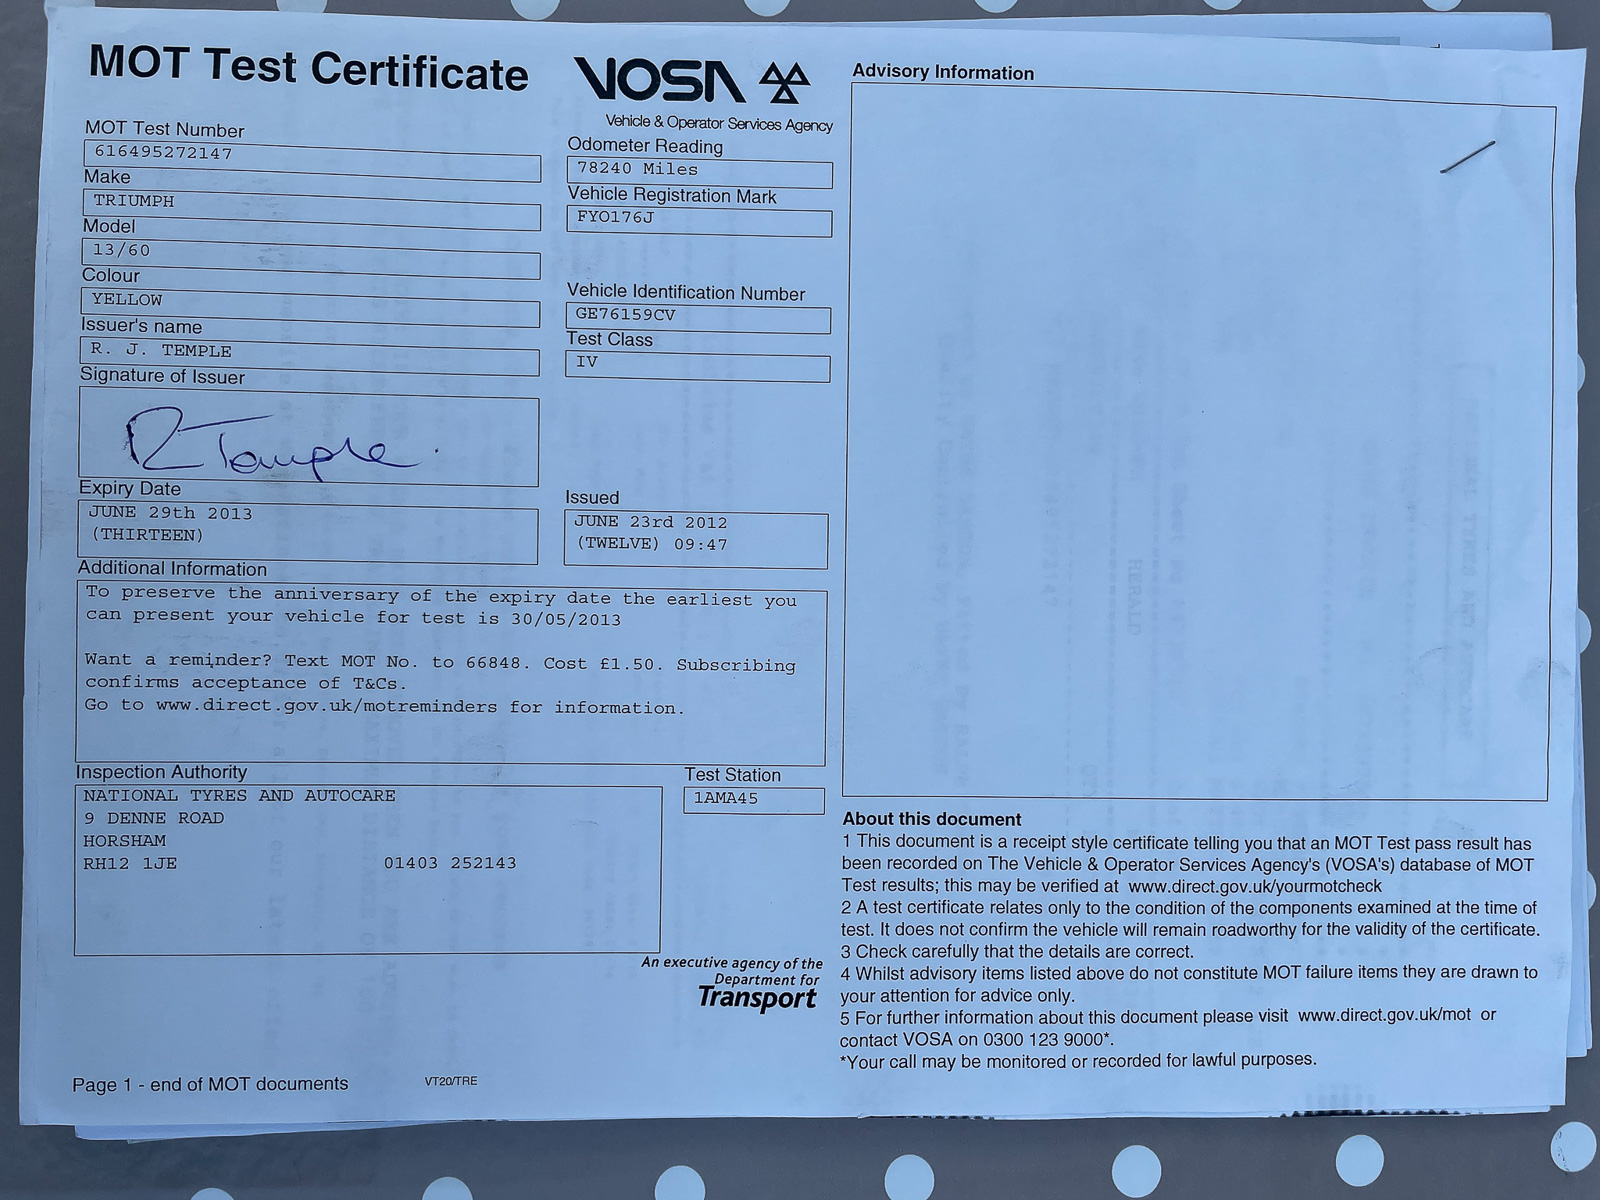 MOT Test Certificate
VOSA
Vehicle & Operator Services Agency
MOT Test Number
616495272147
Make
TRIUMPH
Model
13/60
Colour
YELLOW
Issuer's name
R. J. TEMPLE
Signature of Issuer
R Temple.
Expiry Date
JUNE 29th 2013
(THIRTEEN)
Odometer Reading
78240 Miles
Vehicle Registration Mark
FYO176J
Vehicle Identification Number
GE76159CV
Test Class
IV
Issued
JUNE 23rd 2012
(TWELVE) 09:47
Additional Information
To preserve the anniversary of the expiry date the earliest you
can present your vehicle for test is 30/05/2013
Want a reminder? Text MOT No. to 66848. Cost £1.50. Subscribing
confirms acceptance of T&Cs.
Go to www.direct.gov.uk/motreminders for information.
Inspection Authority
NATIONAL TYRES AND AUTOCARE
9 DENNE ROAD
HORSHAM
RH12 1JE 01403 252143
Test Station
1AMA45
An executive agency of the
Department for
Transport
Page 1 - end of MOT documents
VT20/TRE
Advisory Information
HERALD
About this document
1 This document is a receipt style certificate telling you that an MOT Test pass result has
been recorded on The Vehicle & Operator Services Agency's (VOSA's) database of MOT
Test results; this may be verified at www.direct.gov.uk/yourmotcheck
2 A test certificate relates only to the condition of the components examined at the time of
test. It does not confirm the vehicle will remain roadworthy for the validity of the certificate.
3 Check carefully that the details are correct.
4 Whilst advisory items listed above do not constitute MOT failure items they are drawn to
your attention for advice only.
5 For further information about this document please visit www.direct.gov.uk/mot or
contact VOSA on 0300 123 9000*.
*Your call may be monitored or recorded for lawful purposes.